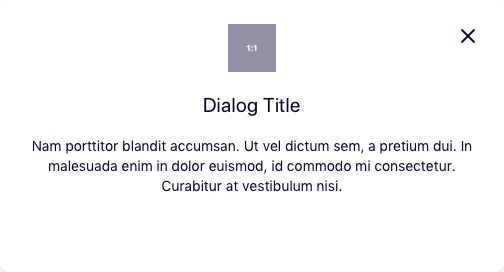 1:1
Dialog Title
Nam porttitor blandit accumsan. Ut vel dictum sem, a pretium dui. In
malesuada enim in dolor euismod, id commodo mi consectetur.
Curabitur at vestibulum nisi.